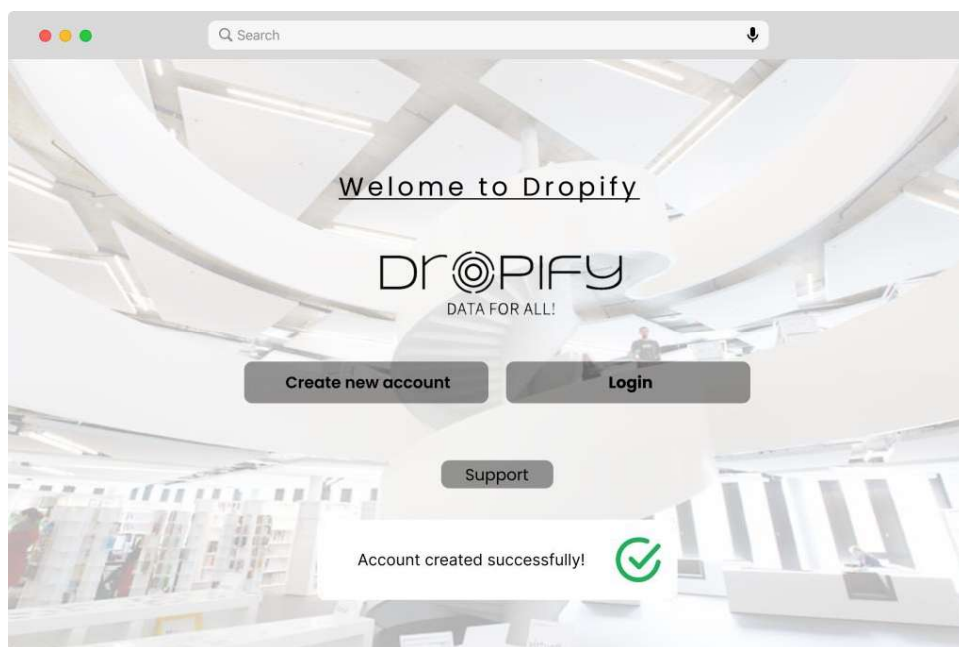 Search
Welome to Dropify
DrOPIFY
DATA FOR ALL!
Create new account
Login
Support
Account created successfully!